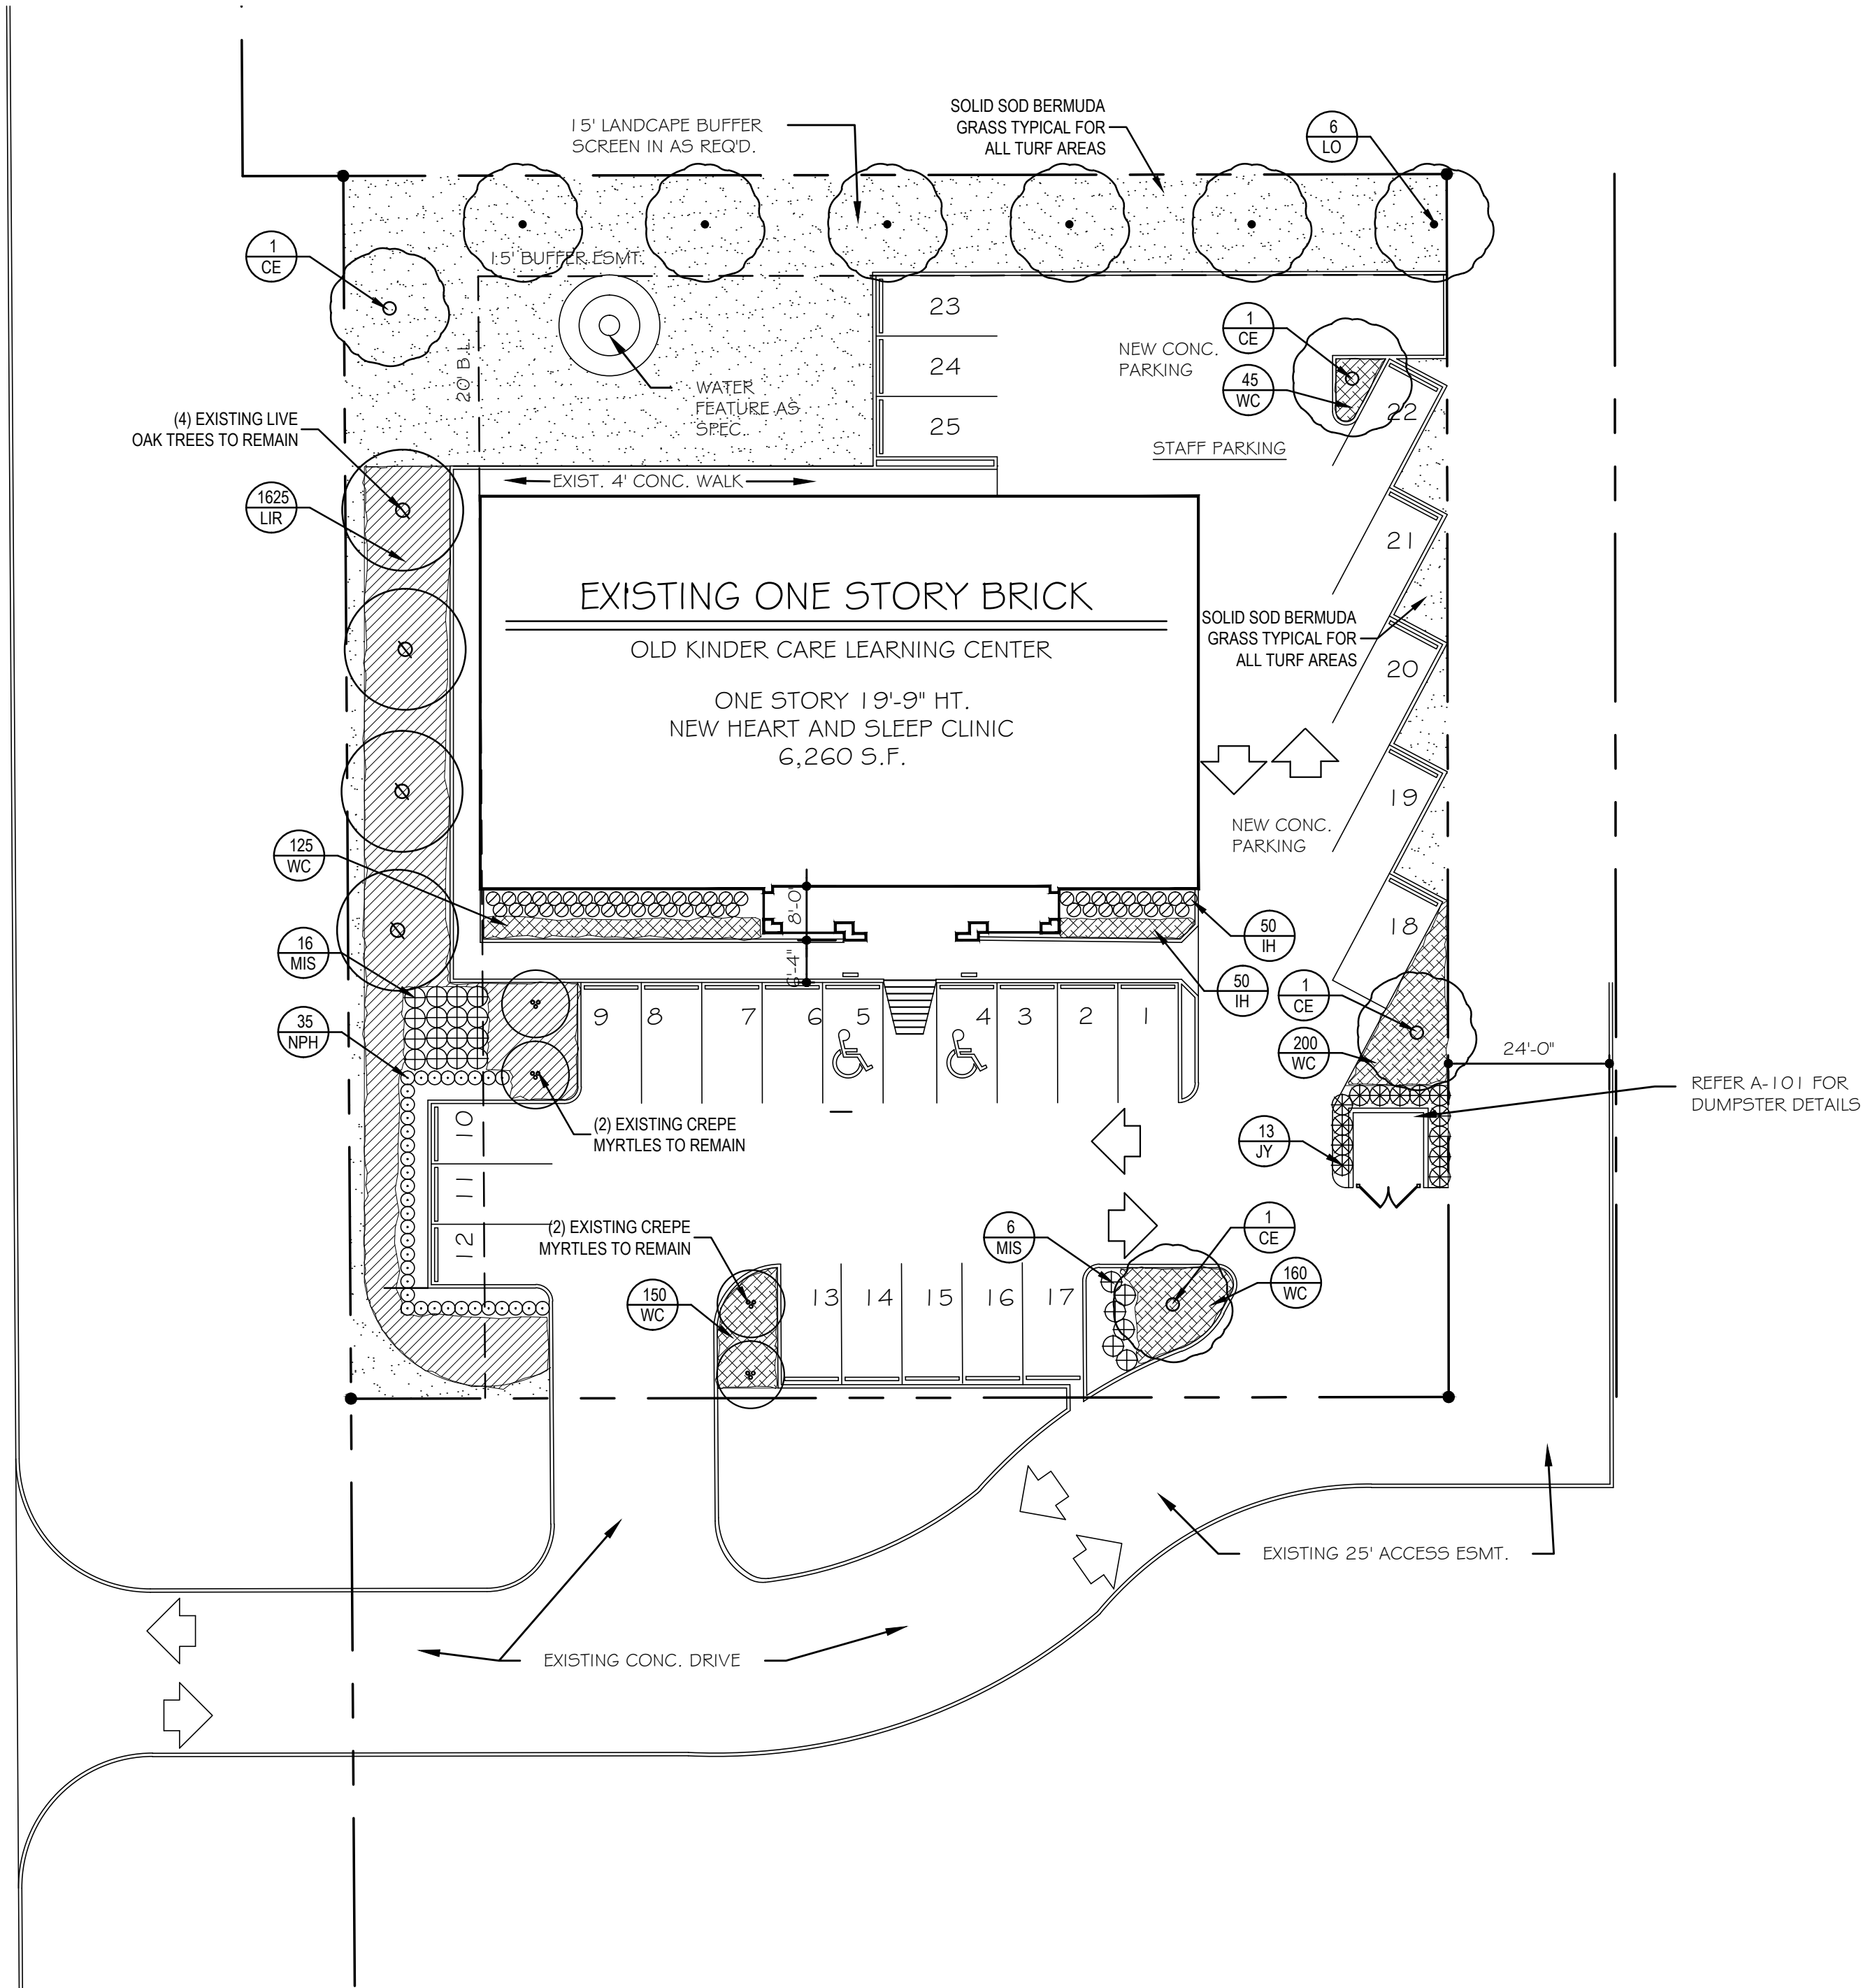 15' LANDCAPE BUFFER
SCREEN IN AS REQ'D.
SOLID SOD BERMUDA
GRASS TYPICAL FOR
ALL TURF AREAS
6
LO
1
CE
15' BUFFER ESMT.
20' B.L.
WATER
FEATURE AS
SPEC.
23
24
25
NEW CONC.
PARKING
1
CE
45
WC
22
STAFF PARKING
(4) EXISTING LIVE
OAK TREES TO REMAIN
1625
LIR
EXIST. 4' CONC. WALK
21
EXISTING ONE STORY BRICK
OLD KINDER CARE LEARNING CENTER
ONE STORY 19'-9" HT.
NEW HEART AND SLEEP CLINIC
6,260 S.F.
SOLID SOD BERMUDA
GRASS TYPICAL FOR
ALL TURF AREAS
20
19
NEW CONC.
PARKING
18
125
WC
8'-0"
6'-4"
50
IH
50
IH
16
MIS
35
NPH
9
8
7
6
5
4
3
2
1
1
CE
200
WC
24'-0"
REFER A-101 FOR
DUMPSTER DETAILS
(2) EXISTING CREPE
MYRTLES TO REMAIN
10
11
12
13
JY
(2) EXISTING CREPE
MYRTLES TO REMAIN
150
WC
13
14
15
16
17
6
MIS
1
CE
160
WC
EXISTING 25' ACCESS ESMT.
EXISTING CONC. DRIVE